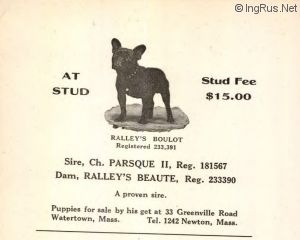 © IngRus.Net
AT STUD
Stud Fee $15.00
RALLEY'S BOULOT
Registered 233,391
Sire, Ch. PARSQUE II, Reg. 181567
Dam, RALLEY'S BEAUTE, Reg. 233390
A proven sire.
Puppies for sale by his get at 33 Greenville Road
Watertown, Mass. Tel. 1242 Newton, Mass.